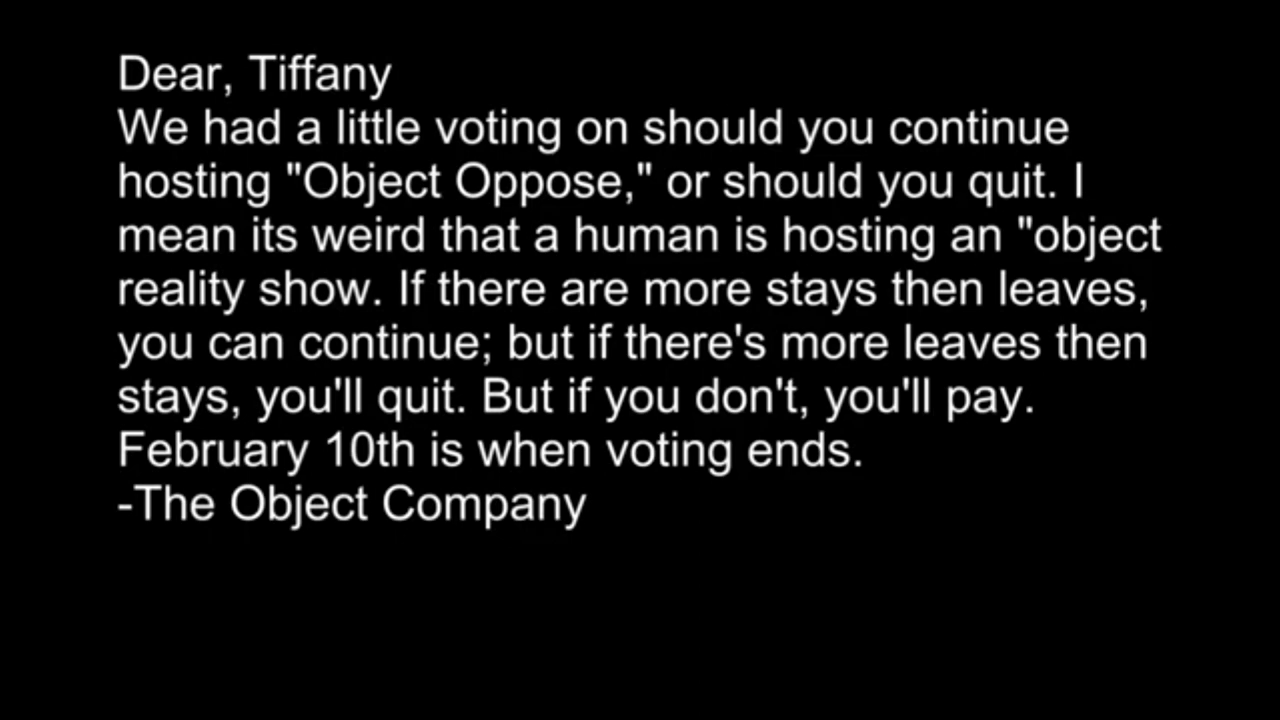 Dear, Tiffany
We had a little voting on should you continue
hosting "Object Oppose," or should you quit. I
mean its weird that a human is hosting an "object
reality show. If there are more stays then leaves,
you can continue; but if there's more leaves then
stays, you'll quit. But if you don't, you'll pay.
February 10th is when voting ends.
-The Object Company